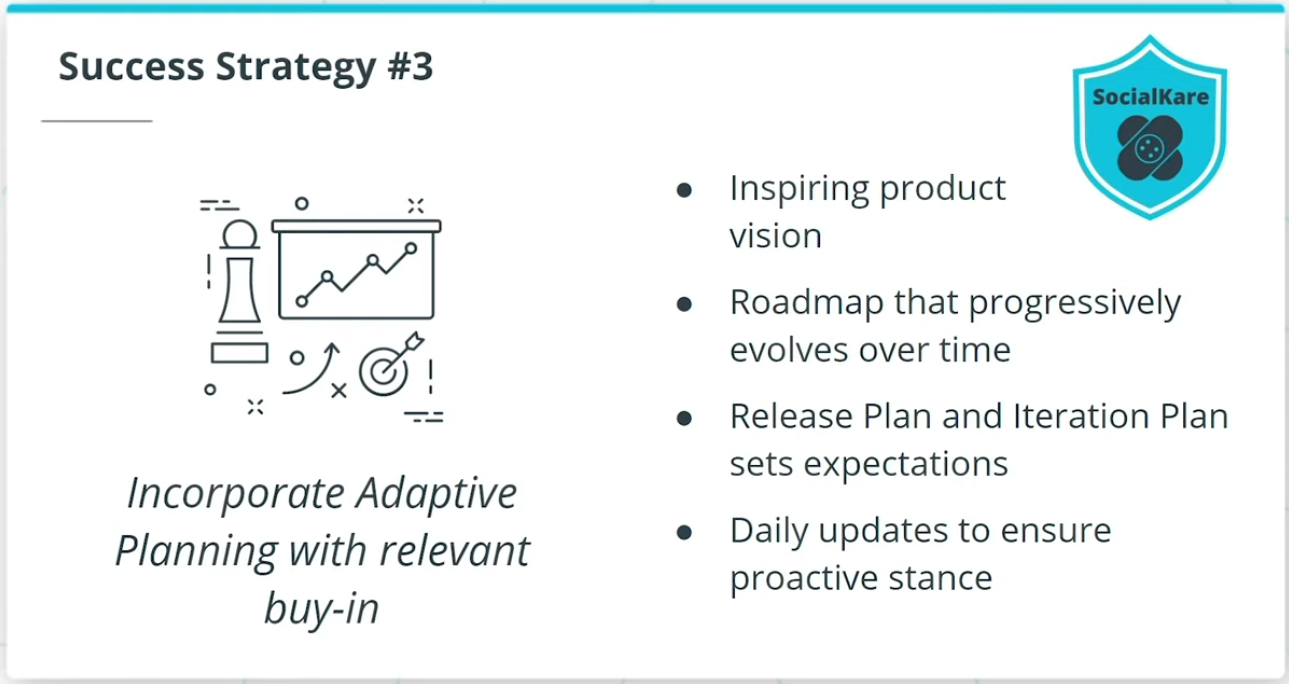 Success Strategy #3
SocialKare
Incorporate Adaptive
Planning with relevant
buy-in
● Inspiring product
vision
● Roadmap that progressively
evolves over time
● Release Plan and Iteration Plan
sets expectations
● Daily updates to ensure
proactive stance